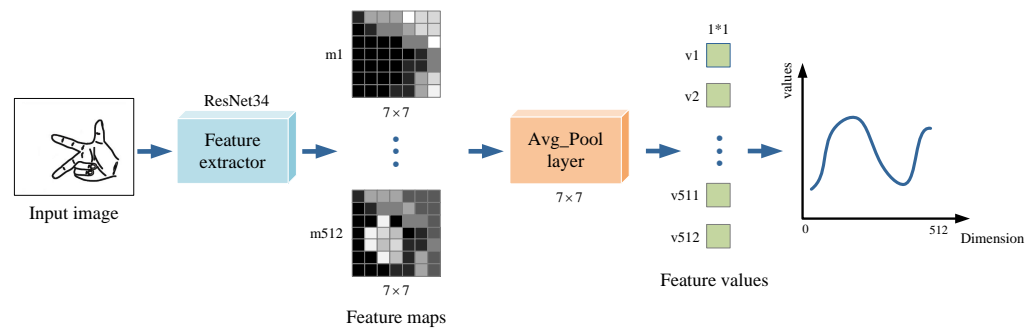 Input image
ResNet34
Feature
extractor
m1
7×7
m512
7×7
Feature maps
Avg_Pool
layer
7×7
1*1
v1
v2
v511
v512
Feature values
values
0
512
Dimension